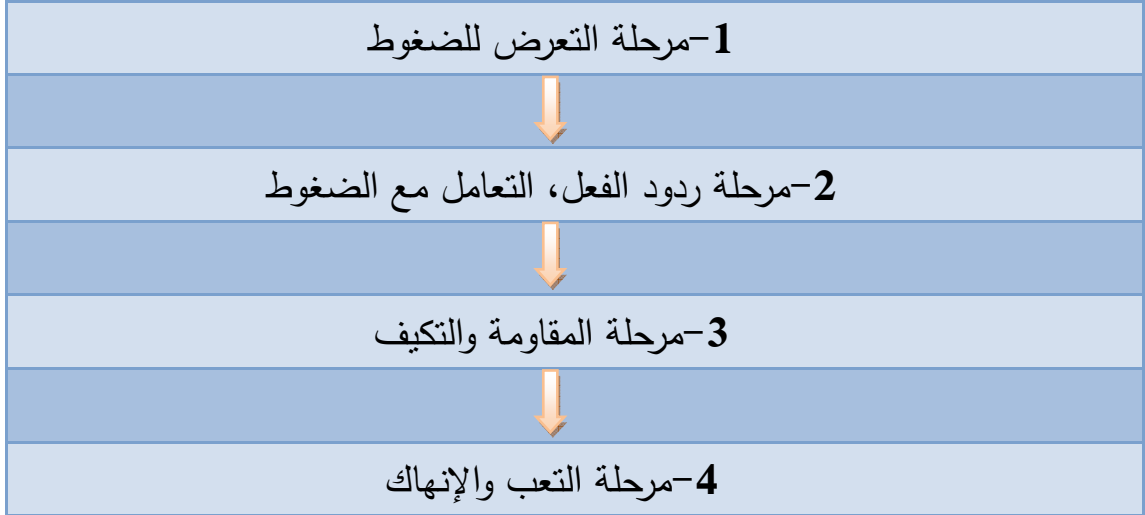 1-مرحلة التعرض للضغوط
2-مرحلة ردود الفعل، التعامل مع الضغوط
3-مرحلة المقاومة والتكيف
4-مرحلة التعب والإنهاك